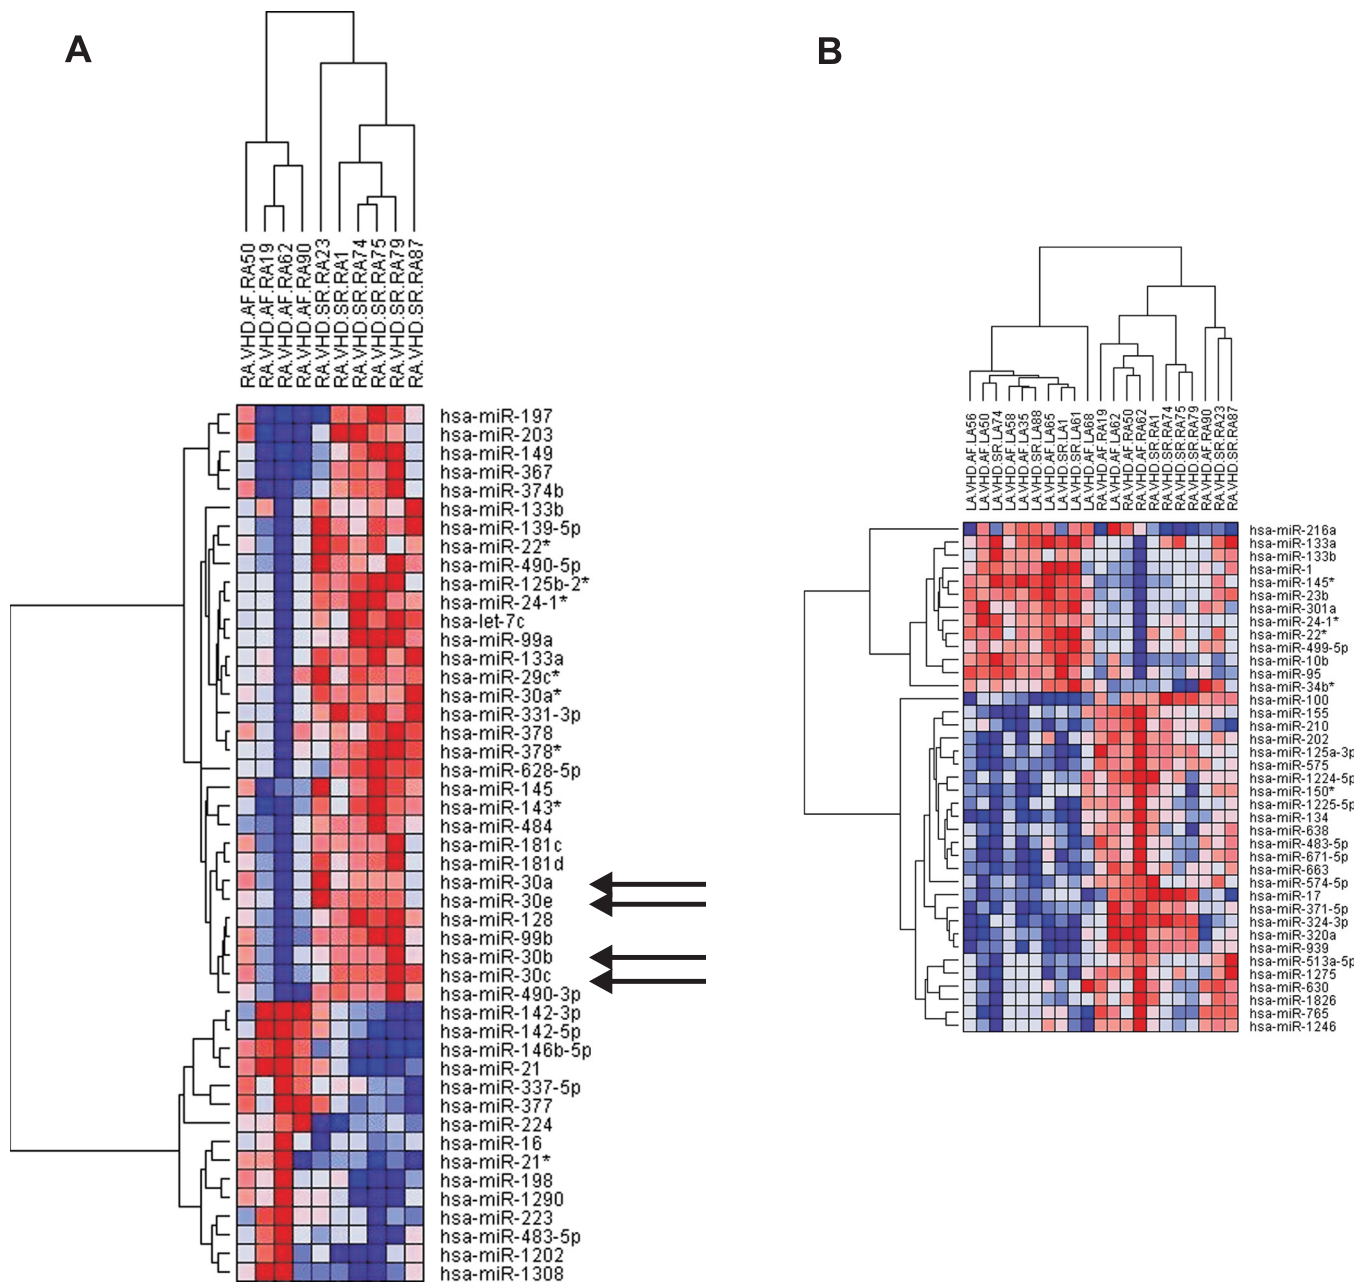 A
B
RA.VHD.AF.RA50
RA.VHD.AF.RA19
RA.VHD.AF.RA62
RA.VHD.AF.RA90
RA.VHD.SR.RA23
RA.VHD.SR.RA1
RA.VHD.SR.RA74
RA.VHD.SR.RA75
RA.VHD.SR.RA79
RA.VHD.SR.RA87
hsa-miR-197
hsa-miR-203
hsa-miR-149
hsa-miR-367
hsa-miR-374b
hsa-miR-133b
hsa-miR-139-5p
hsa-miR-22*
hsa-miR-490-5p
hsa-miR-125b-2*
hsa-miR-24-1*
hsa-let-7c
hsa-miR-99a
hsa-miR-133a
hsa-miR-29c*
hsa-miR-30a*
hsa-miR-331-3p
hsa-miR-378
hsa-miR-378*
hsa-miR-628-5p
hsa-miR-145
hsa-miR-143*
hsa-miR-484
hsa-miR-181c
hsa-miR-181d
hsa-miR-30a
hsa-miR-30e
hsa-miR-128
hsa-miR-99b
hsa-miR-30b
hsa-miR-30c
hsa-miR-490-3p
hsa-miR-142-3p
hsa-miR-142-5p
hsa-miR-146b-5p
hsa-miR-21
hsa-miR-337-5p
hsa-miR-377
hsa-miR-224
hsa-miR-16
hsa-miR-21*
hsa-miR-198
hsa-miR-1290
hsa-miR-223
hsa-miR-483-5p
hsa-miR-1202
hsa-miR-1308
LA.VHD.AF.LA56
LA.VHD.AF.LA50
LA.VHD.SR.LA74
LA.VHD.AF.LA58
LA.VHD.AF.LA35
LA.VHD.SR.LA88
LA.VHD.AF.LA65
LA.VHD.SR.LA1
LA.VHD.SR.LA61
LA.VHD.AF.LA68
RA.VHD.AF.RA19
LA.VHD.AF.LA62
RA.VHD.AF.RA50
RA.VHD.AF.RA62
RA.VHD.SR.RA1
RA.VHD.SR.RA74
RA.VHD.SR.RA75
RA.VHD.SR.RA79
RA.VHD.AF.RA90
RA.VHD.SR.RA23
RA.VHD.SR.RA87
hsa-miR-216a
hsa-miR-133a
hsa-miR-133b
hsa-miR-1
hsa-miR-145*
hsa-miR-23b
hsa-miR-301a
hsa-miR-24-1*
hsa-miR-22*
hsa-miR-499-5p
hsa-miR-10b
hsa-miR-95
hsa-miR-34b*
hsa-miR-100
hsa-miR-155
hsa-miR-210
hsa-miR-202
hsa-miR-125a-3p
hsa-miR-575
hsa-miR-1224-5p
hsa-miR-150*
hsa-miR-1225-5p
hsa-miR-134
hsa-miR-638
hsa-miR-483-5p
hsa-miR-671-5p
hsa-miR-663
hsa-miR-574-5p
hsa-miR-17
hsa-miR-371-5p
hsa-miR-324-3p
hsa-miR-320a
hsa-miR-939
hsa-miR-513a-5p
hsa-miR-1275
hsa-miR-630
hsa-miR-1826
hsa-miR-765
hsa-miR-1246